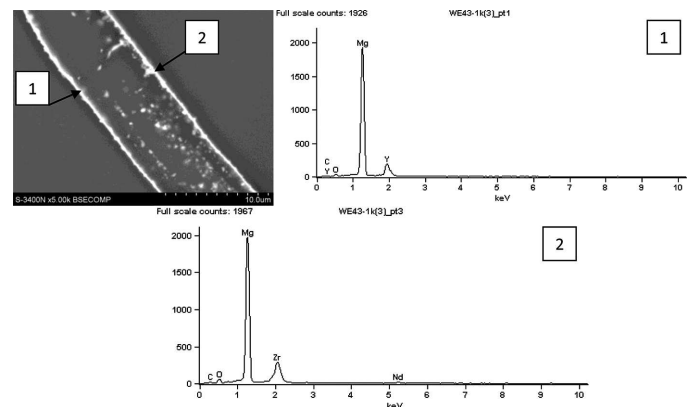 2
1
S-3400N x5.00k BSECOMP 10.0um
Full scale counts: 1926 WE43-1k(3)_pt1
2000
1500
1000
500
0
Mg
C
Y O
Y
0 1 2 3 4 5 6 7 8 9 10
keV
1
Full scale counts: 1967 WE43-1k(3)_pt3
2000
1500
1000
500
0
Mg
C O
Zr
Nd
0 1 2 3 4 5 6 7 8 9 10
keV
2